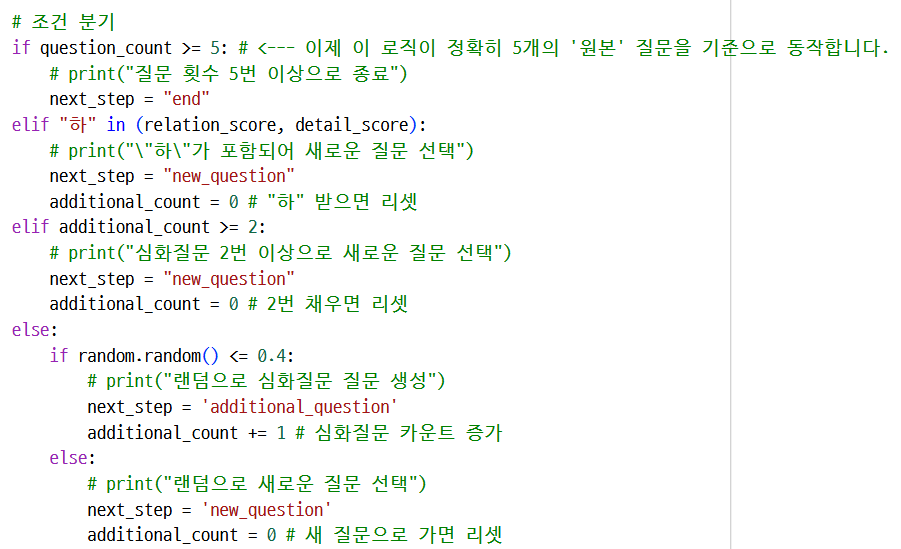 # 조건 분기
if question_count >= 5: # <--- 이제 이 로직이 정확히 5개의 '원본' 질문을 기준으로 동작합니다.
    # print("질문 횟수 5번 이상으로 종료")
    next_step = "end"
elif "하" in (relation_score, detail_score):
    # print("\"하\"가 포함되어 새로운 질문 선택")
    next_step = "new_question"
    additional_count = 0 # "하" 받으면 리셋
elif additional_count >= 2:
    # print("심화질문 2번 이상으로 새로운 질문 선택")
    next_step = "new_question"
    additional_count = 0 # 2번 채우면 리셋
else:
    if random.random() <= 0.4:
        # print("랜덤으로 심화질문 질문 생성")
        next_step = 'additional_question'
        additional_count += 1 # 심화질문 카운트 증가
    else:
        # print("랜덤으로 새로운 질문 선택")
        next_step = 'new_question'
        additional_count = 0 # 새 질문으로 가면 리셋